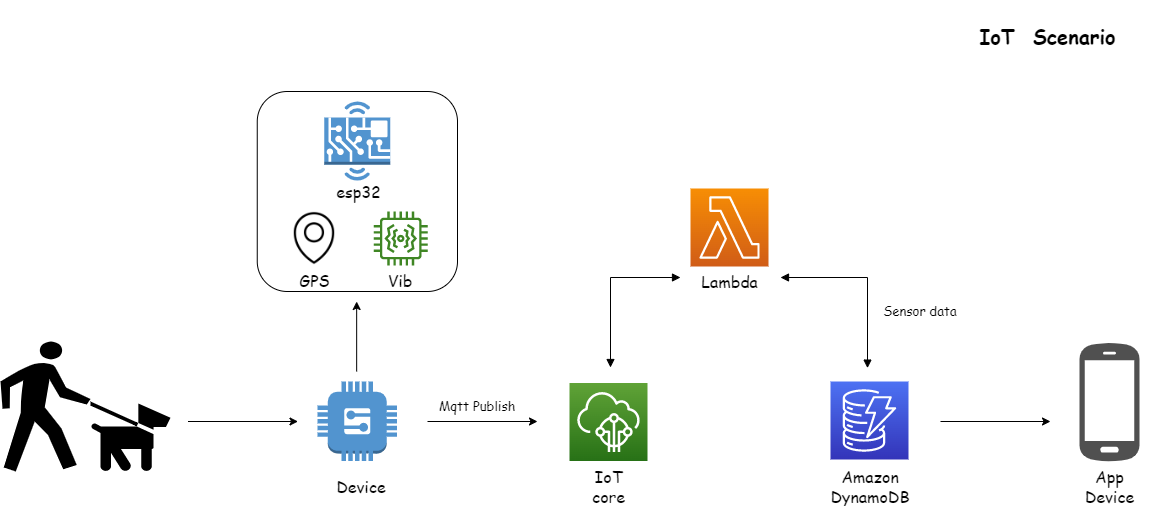 IoT Scenario
esp32
GPS
Vib
Lambda
Sensor data
Mqtt Publish
Device
IoT
core
Amazon
DynamoDB
App
Device